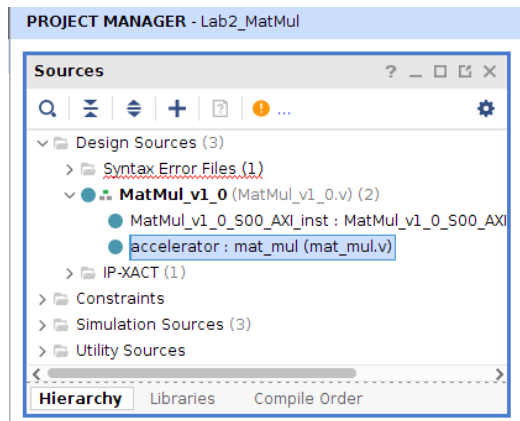 PROJECT MANAGER - Lab2_MatMul
Sources
? _
...
Design Sources (3)
Syntax Error Files (1)
MatMul_v1_0 (MatMul_v1_0.v) (2)
MatMul_v1_0_S00_AXI_inst : MatMul_v1_0_S00_AXI
accelerator : mat_mul (mat_mul.v)
IP-XACT (1)
Constraints
Simulation Sources (3)
Utility Sources
Hierarchy Libraries Compile Order